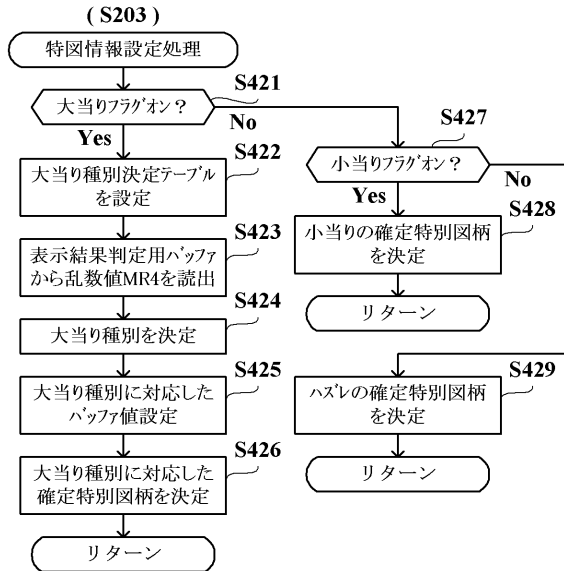 ( S203 )
特図情報設定処理
S421
大当りフラグオン?
Yes
No
S422
大当り種別決定テーブル
を設定
S423
表示結果判定用バッファ
から乱数値MR4を読出
S424
大当り種別を決定
S425
大当り種別に対応した
バッファ値設定
S426
大当り種別に対応した
確定特別図柄を決定
リターン
S427
小当りフラグオン?
Yes
No
S428
小当りの確定特別図柄
を決定
リターン
S429
ハズレの確定特別図柄
を決定
リターン